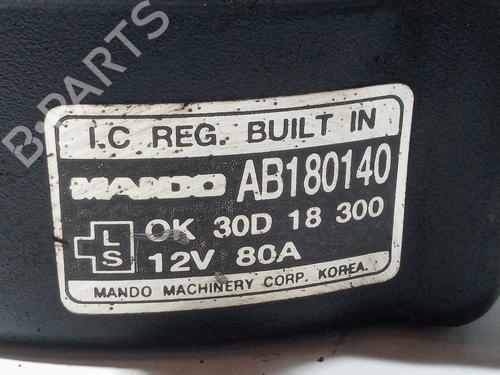 B-PARTS
I.C REG. BUILT IN
MANDO AB180140
LS OK 30D 18 300
12V 80A
MANDO MACHINERY CORP. KOREA.